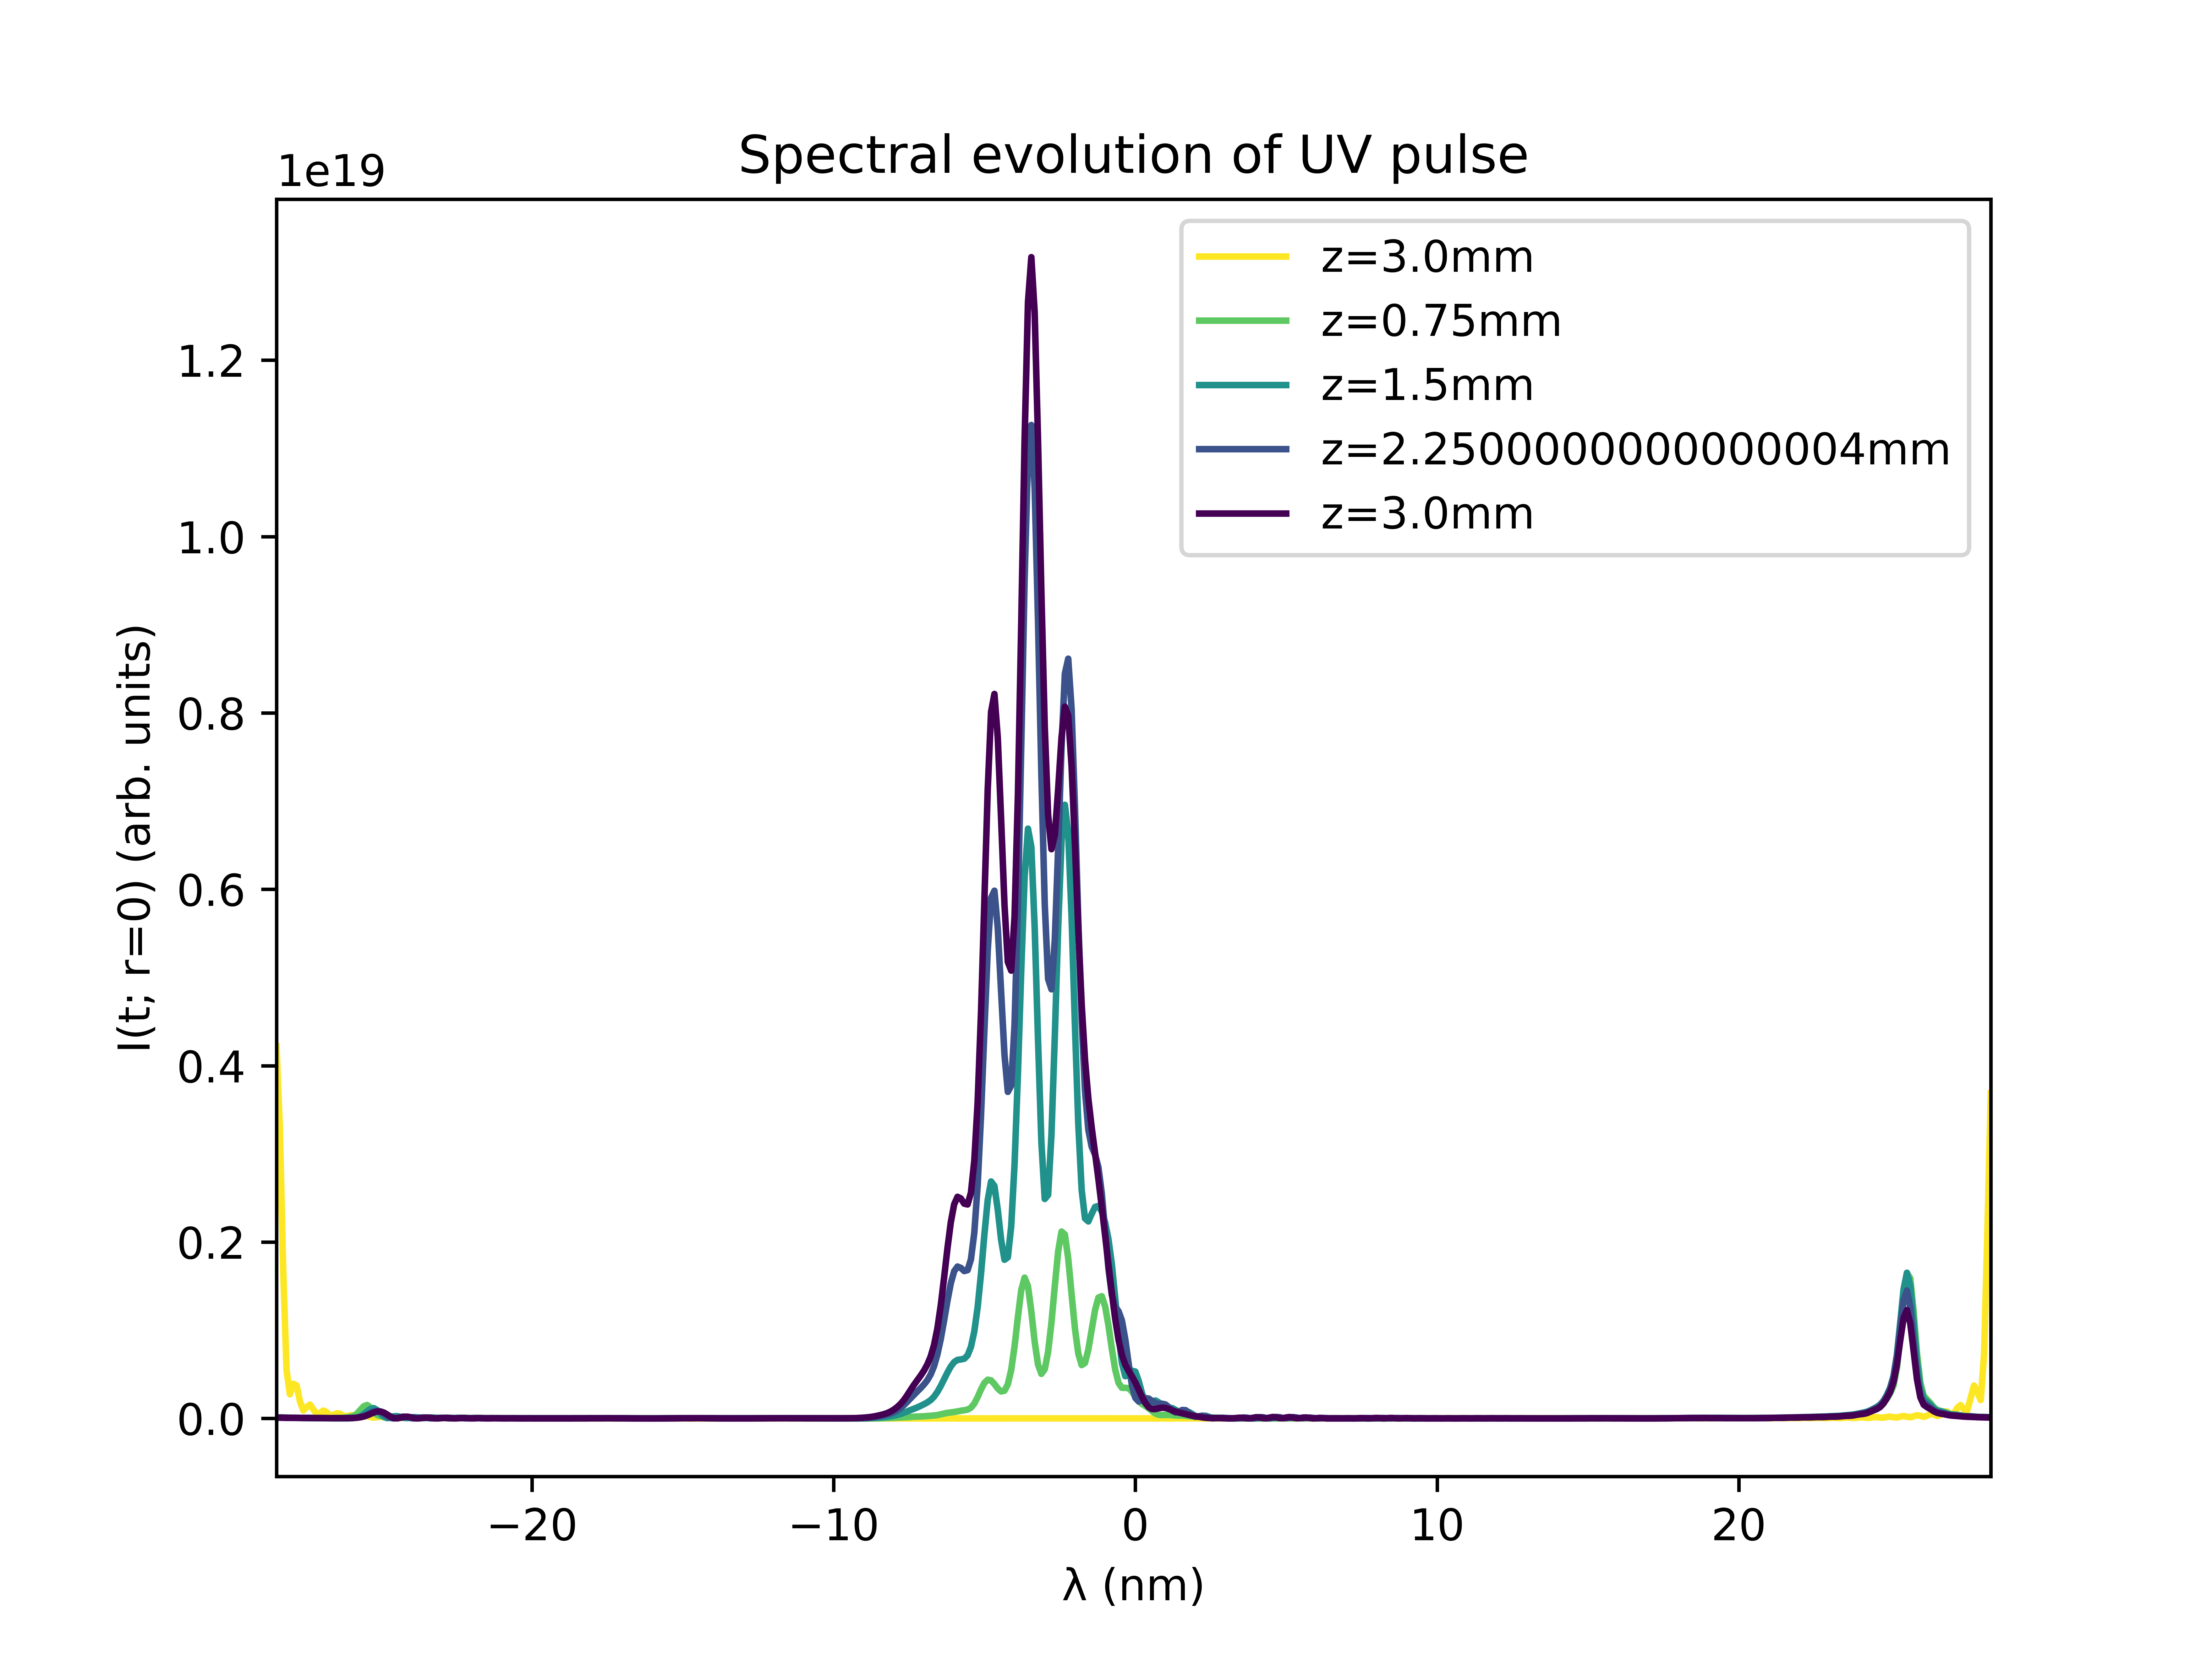 Spectral evolution of UV pulse
1e19
z=3.0mm
z=0.75mm
z=1.5mm
z=2.2500000000000004mm
z=3.0mm
1.2
1.0
0.8
0.6
0.4
0.2
0.0
I(t; r=0) (arb. units)
−20 −10 0 10 20
λ (nm)